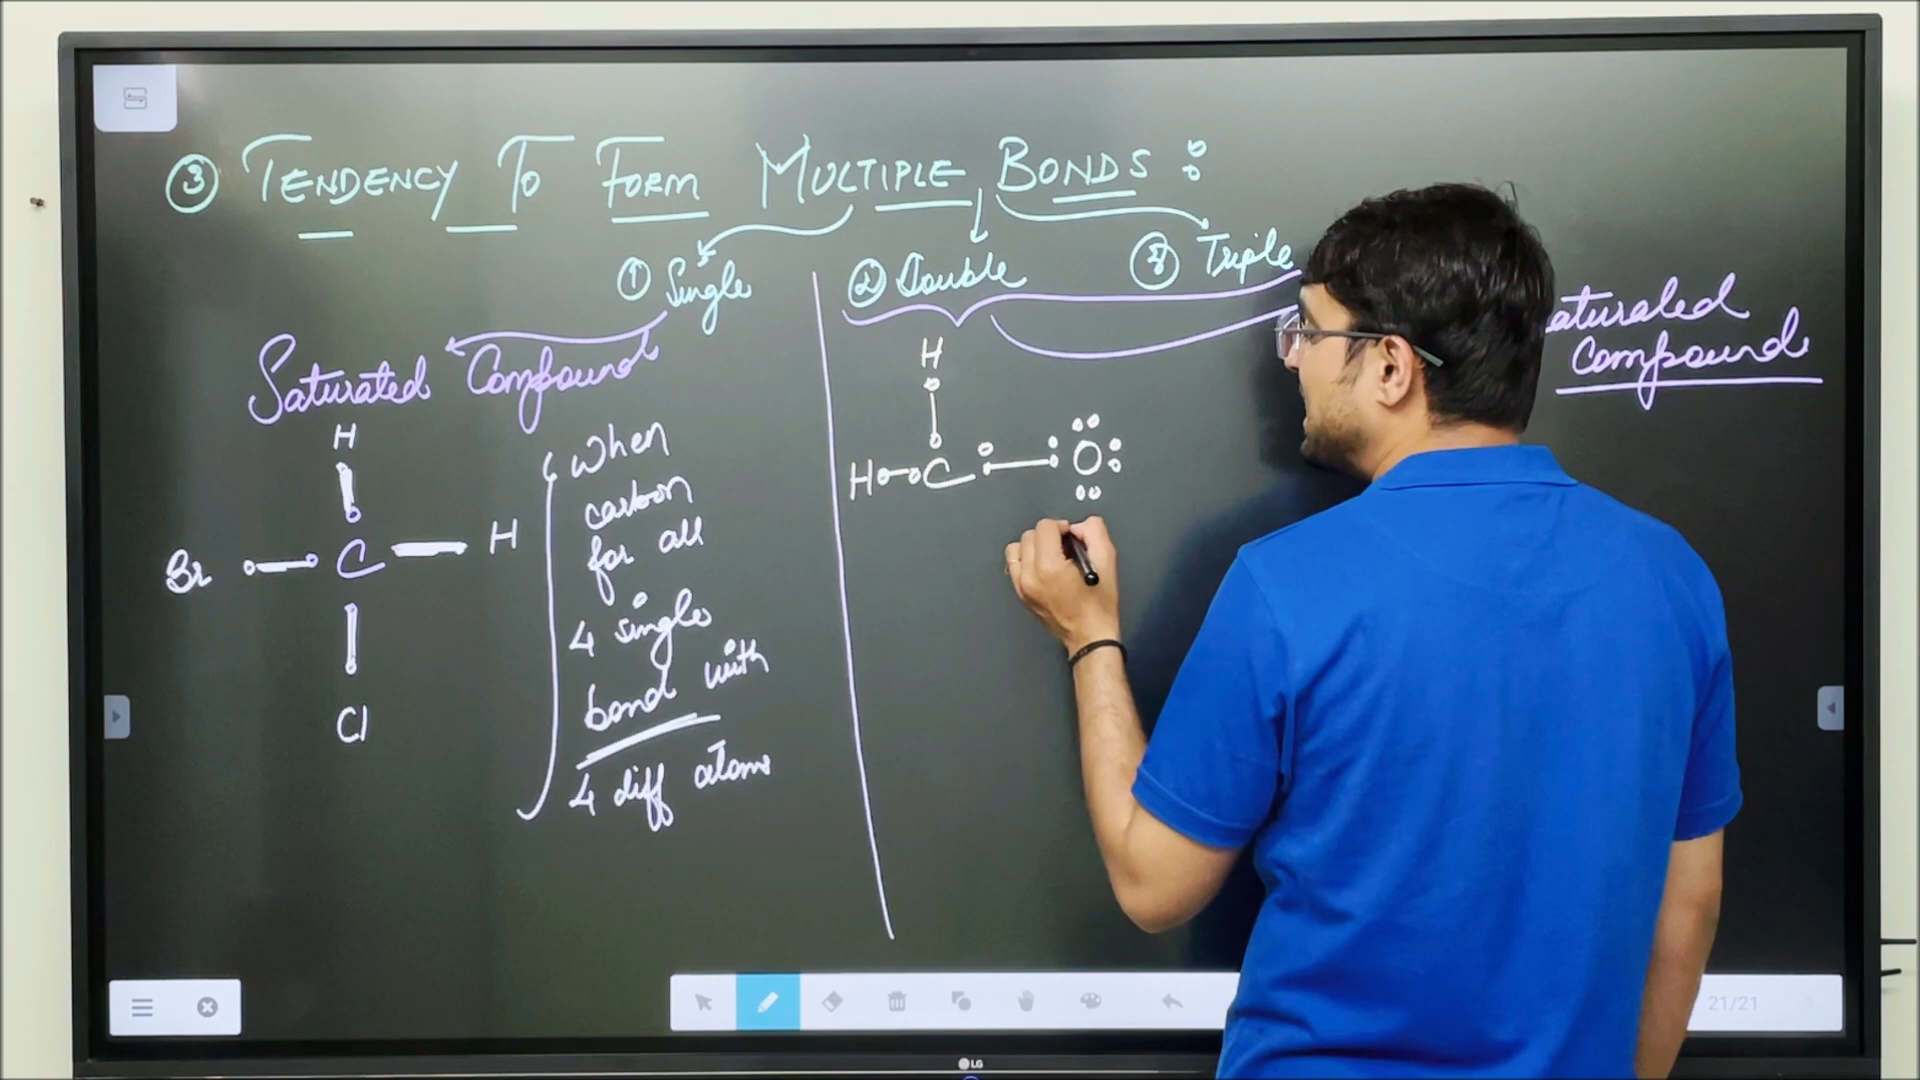 ③ TENDENCY TO FORM MULTIPLE BONDS :
① Single
② Double
③ Triple
Saturated Compound
aturated
Compound
H
Br C H
Cl
When
carbon
for all
4 single
bond with
4 diff atoms
H
H C O
21/21
LG